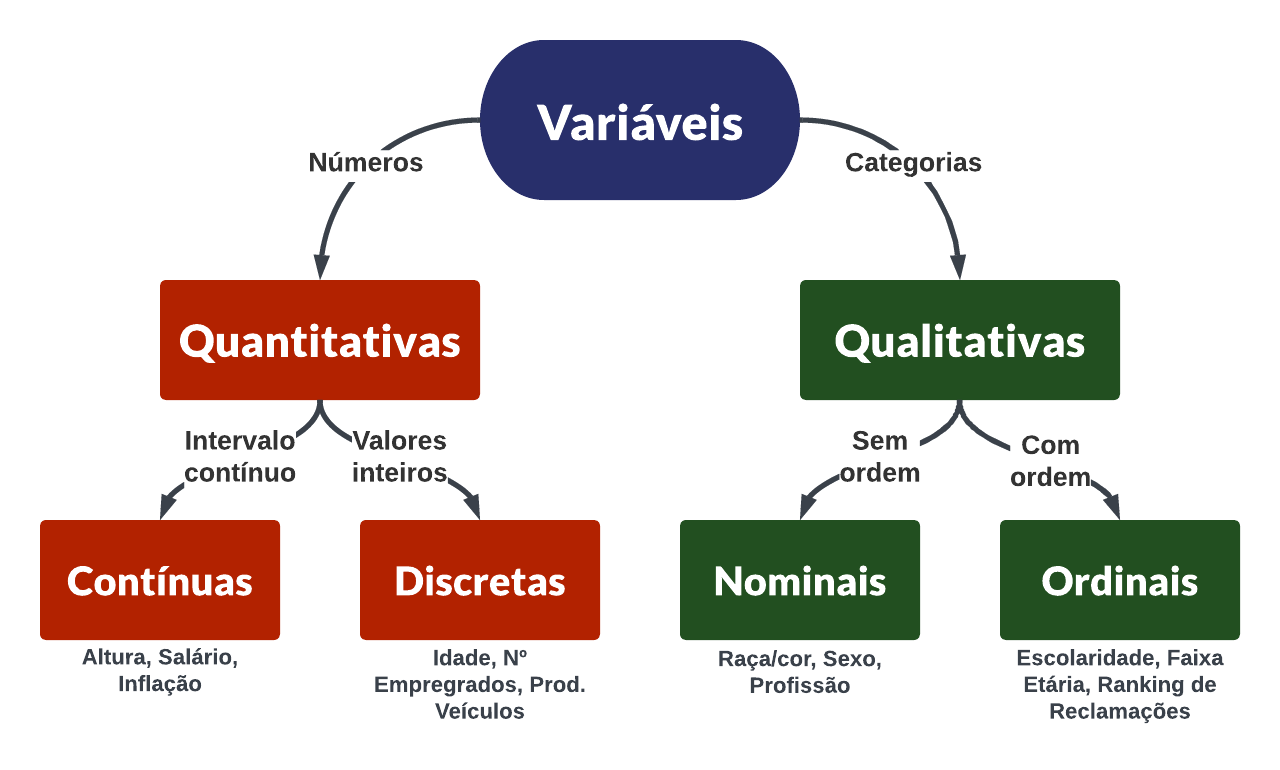 Variáveis
Números
Categorias
Quantitativas
Qualitativas
Intervalo
contínuo
Valores
inteiros
Sem
ordem
Com
ordem
Contínuas
Discretas
Nominais
Ordinais
Altura, Salário,
Inflação
Idade, Nº
Empregrados, Prod.
Veículos
Raça/cor, Sexo,
Profissão
Escolaridade, Faixa
Etária, Ranking de
Reclamações